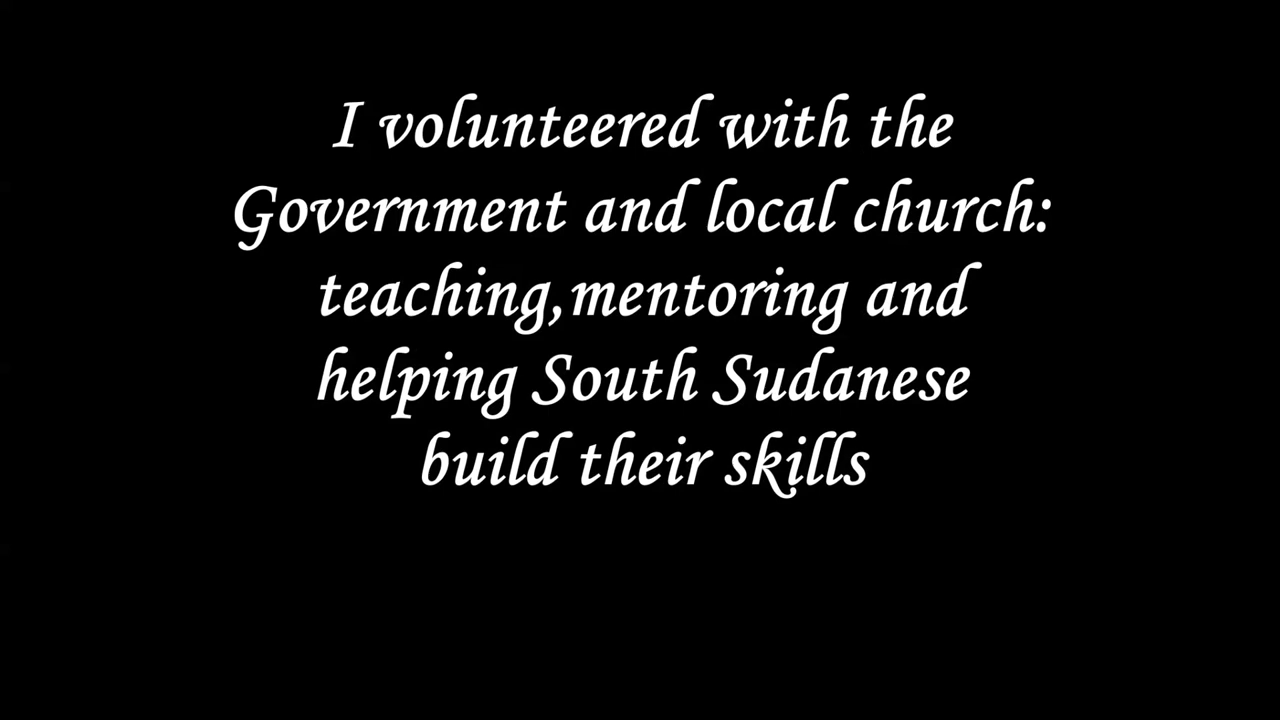 I volunteered with the
Government and local church:
teaching,mentoring and
helping South Sudanese
build their skills